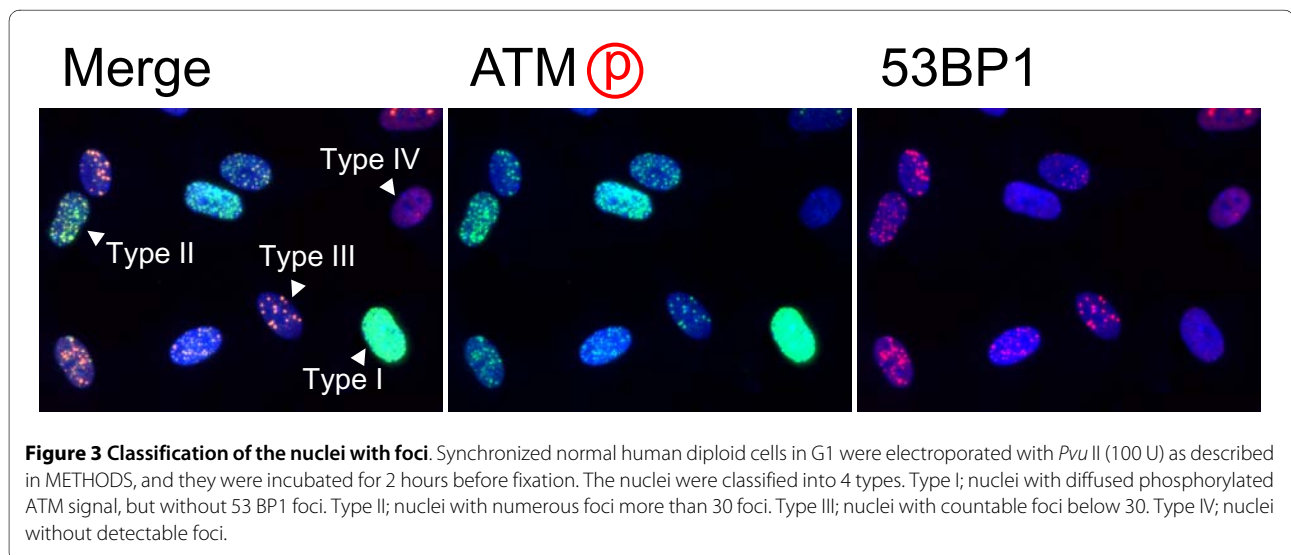 Merge
ATM p
53BP1
Type IV
Type II
Type III
Type I
Figure 3 Classification of the nuclei with foci. Synchronized normal human diploid cells in G1 were electroporated with Pvu II (100 U) as described
in METHODS, and they were incubated for 2 hours before fixation. The nuclei were classified into 4 types. Type I; nuclei with diffused phosphorylated
ATM signal, but without 53 BP1 foci. Type II; nuclei with numerous foci more than 30 foci. Type III; nuclei with countable foci below 30. Type IV; nuclei
without detectable foci.